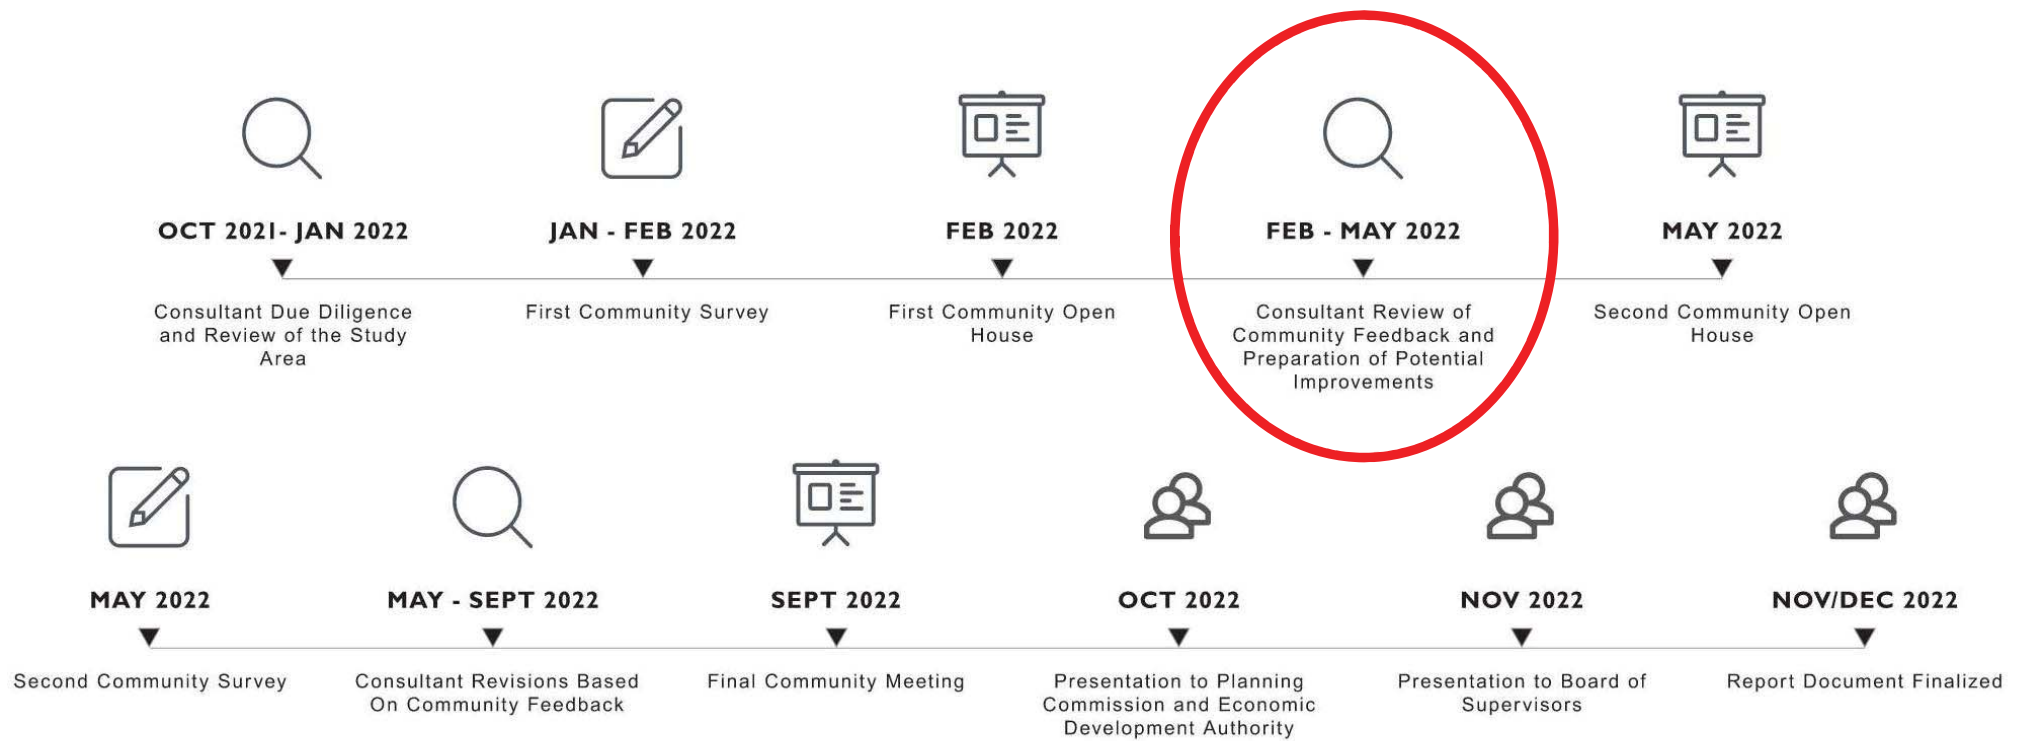 OCT 2021- JAN 2022
JAN - FEB 2022
FEB 2022
FEB - MAY 2022
MAY 2022
Consultant Due Diligence
and Review of the Study
Area
First Community Survey
First Community Open
House
Consultant Review of
Community Feedback and
Preparation of Potential
Improvements
Second Community Open
House
MAY 2022
MAY - SEPT 2022
SEPT 2022
OCT 2022
NOV 2022
NOV/DEC 2022
Second Community Survey
Consultant Revisions Based
On Community Feedback
Final Community Meeting
Presentation to Planning
Commission and Economic
Development Authority
Presentation to Board of
Supervisors
Report Document Finalized